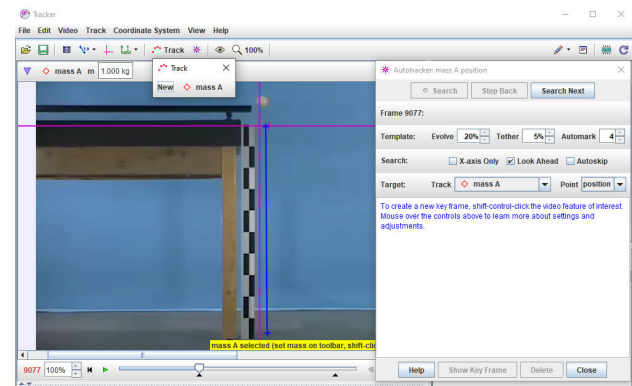 Tracker
File Edit Video Track Coordinate System View Help
Track 100%
mass A m 1.000 kg
Track
New mass A
Autotracker: mass A position
Search Step Back Search Next
Frame 9077:
Template: Evolve 20% Tether 5% Automark 4
Search: X-axis Only Look Ahead Autoskip
Target: Track mass A Point position
To create a new key frame, shift-control-click the video feature of interest.
Mouse over the controls above to learn more about settings and
adjustments.
mass A selected (set mass on toolbar, shift-clic
9077 100%
Help Show Key Frame Delete Close